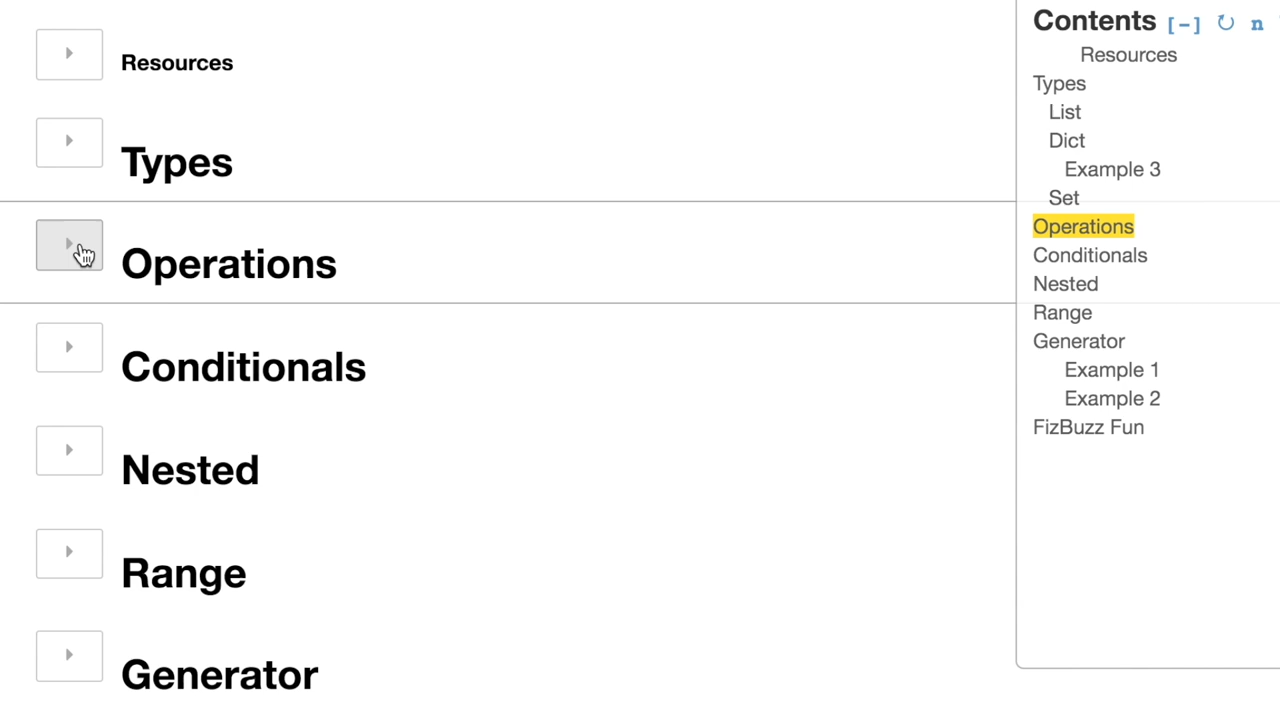 Resources
Types
Operations
Conditionals
Nested
Range
Generator
Contents [-] n
Resources
Types
List
Dict
Example 3
Set
Operations
Conditionals
Nested
Range
Generator
Example 1
Example 2
FizBuzz Fun